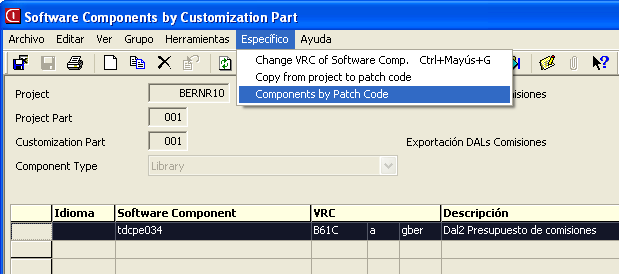 Software Components by Customization Part
Archivo Editar Ver Grupo Herramientas Específico Ayuda
Change VRC of Software Comp. Ctrl+Mayús+G
Copy from project to patch code
Components by Patch Code
Project BERNR10 misiones
Project Part 001
Customization Part 001 Exportación DALs Comisiones
Component Type Library
Idioma Software Component VRC Descripción
tdcpe034 B61C a gber Dal2 Presupuesto de comisiones